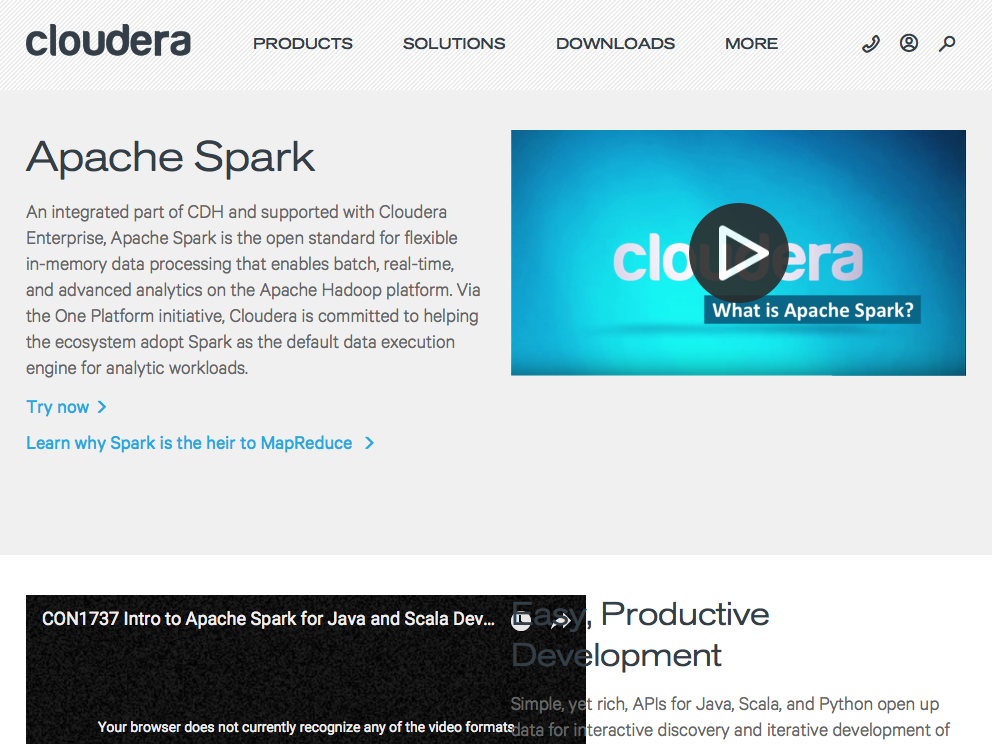 cloudera
PRODUCTS SOLUTIONS DOWNLOADS MORE
Apache Spark
An integrated part of CDH and supported with Cloudera
Enterprise, Apache Spark is the open standard for flexible
in-memory data processing that enables batch, real-time,
and advanced analytics on the Apache Hadoop platform. Via
the One Platform initiative, Cloudera is committed to helping
the ecosystem adopt Spark as the default data execution
engine for analytic workloads.
Try now
Learn why Spark is the heir to MapReduce
cloudera
What is Apache Spark?
CON1737 Intro to Apache Spark for Java and Scala Dev...
Your browser does not currently recognize any of the video formats
Easy, Productive
Development
Simple, yet rich, APIs for Java, Scala, and Python open up
data for interactive discovery and iterative development of